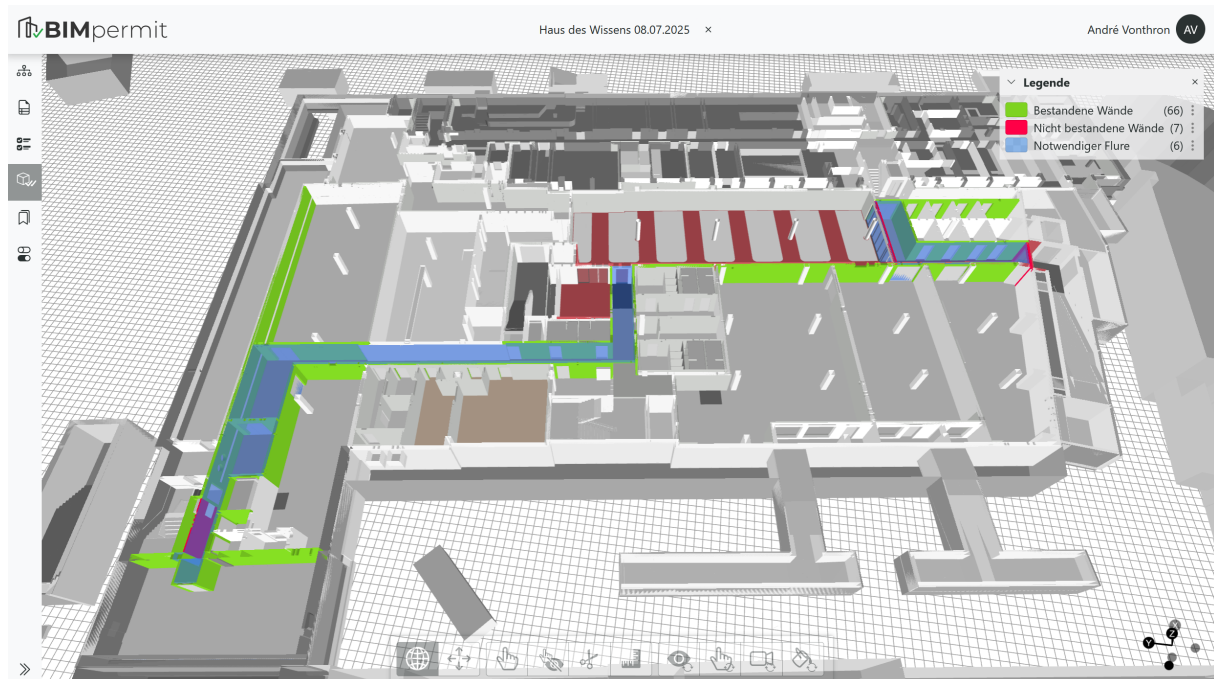 BIMpermit
Haus des Wissens 08.07.2025 ×
André Vonthron AV
Legende ×
Bestandene Wände (66)
Nicht bestandene Wände (7)
Notwendiger Flure (6)
X
Z
Y